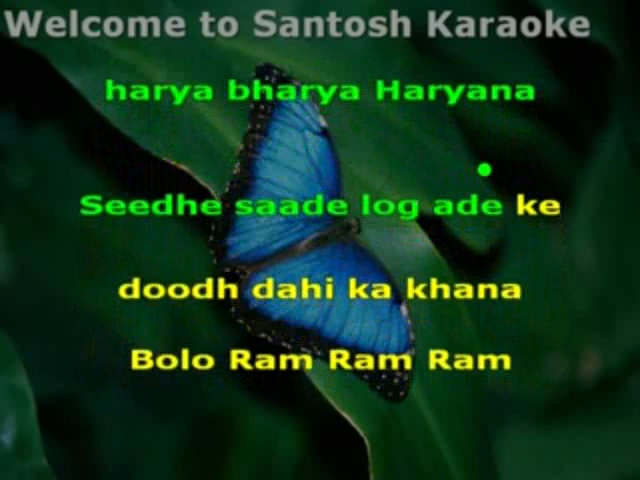 Welcome to Santosh Karaoke
harya bharya Haryana
Seedhe saade log ade ke
doodh dahi ka khana
Bolo Ram Ram Ram